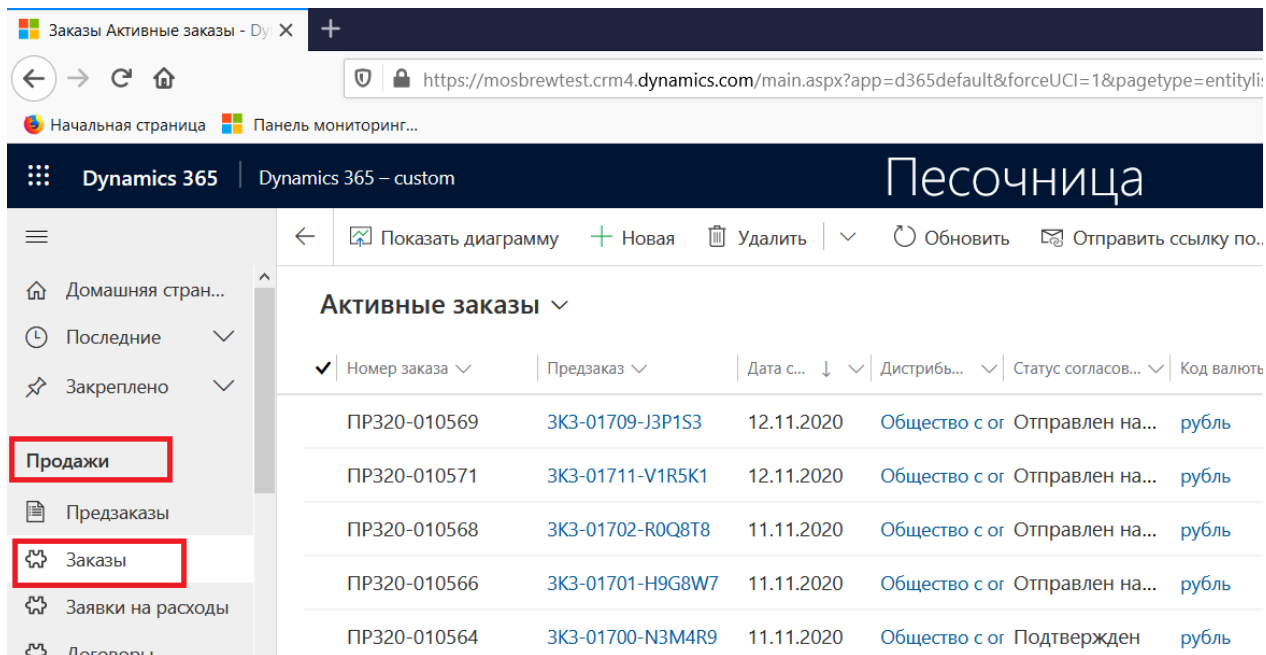 Заказы Активные заказы - Dy
https://mosbrewtest.crm4.dynamics.com/main.aspx?app=d365default&forceUCI=1&pagetype=entitylis
Начальная страница Панель мониторинг...
Dynamics 365 Dynamics 365 – custom Песочница
Показать диаграмму Новая Удалить Обновить Отправить ссылку по...
Домашняя стран...
Последние
Закреплено
Продажи
Предзаказы
Заказы
Заявки на расходы
Договоры
Активные заказы
Номер заказа Предзаказ Дата с... Дистрибь... Статус согласов... Код валюты
ПР320-010569 ЗКЗ-01709-J3P1S3 12.11.2020 Общество с ог Отправлен на... рубль
ПР320-010571 ЗКЗ-01711-V1R5K1 12.11.2020 Общество с ог Отправлен на... рубль
ПР320-010568 ЗКЗ-01702-R0Q8T8 11.11.2020 Общество с ог Отправлен на... рубль
ПР320-010566 ЗКЗ-01701-H9G8W7 11.11.2020 Общество с ог Отправлен на... рубль
ПР320-010564 ЗКЗ-01700-N3M4R9 11.11.2020 Общество с ог Подтвержден рубль